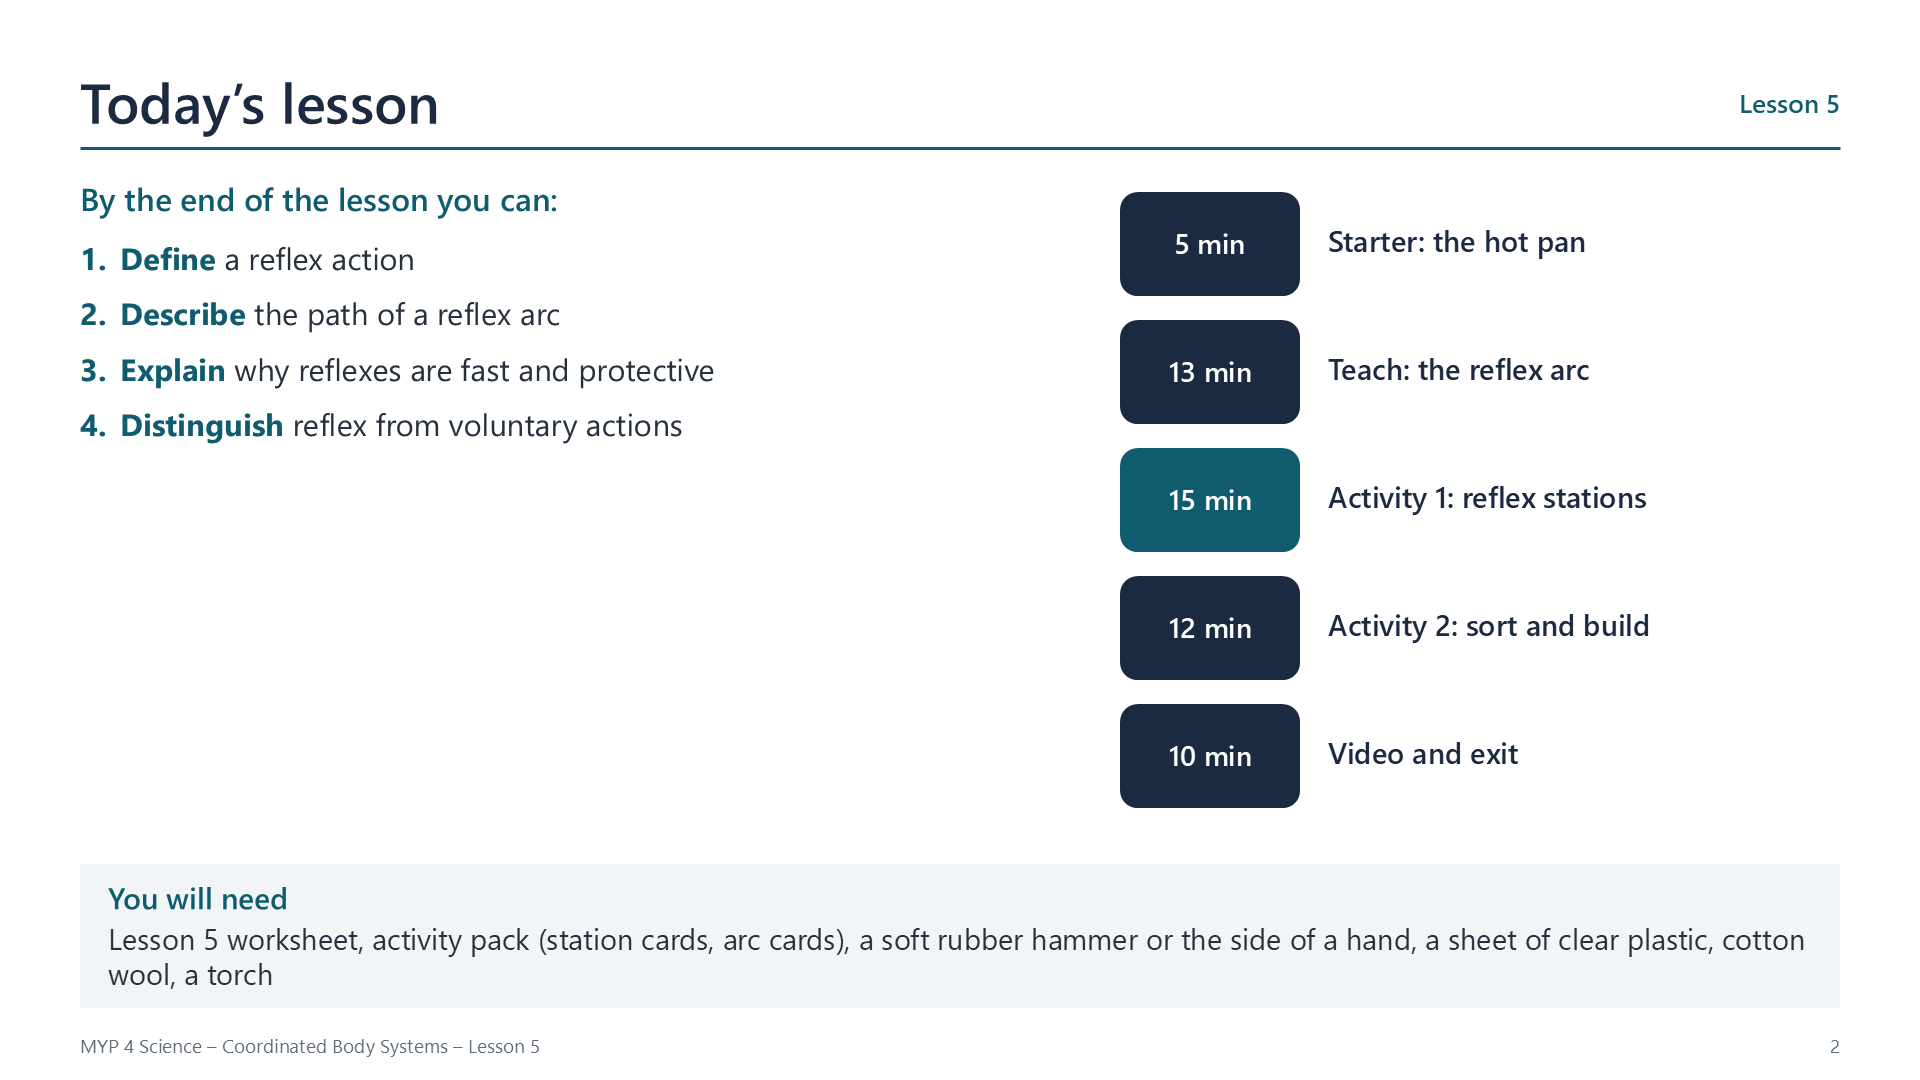 Today’s lesson
Lesson 5
By the end of the lesson you can:
1. Define a reflex action
2. Describe the path of a reflex arc
3. Explain why reflexes are fast and protective
4. Distinguish reflex from voluntary actions
5 min
Starter: the hot pan
13 min
Teach: the reflex arc
15 min
Activity 1: reflex stations
12 min
Activity 2: sort and build
10 min
Video and exit
You will need
Lesson 5 worksheet, activity pack (station cards, arc cards), a soft rubber hammer or the side of a hand, a sheet of clear plastic, cotton
wool, a torch
MYP 4 Science – Coordinated Body Systems – Lesson 5
2